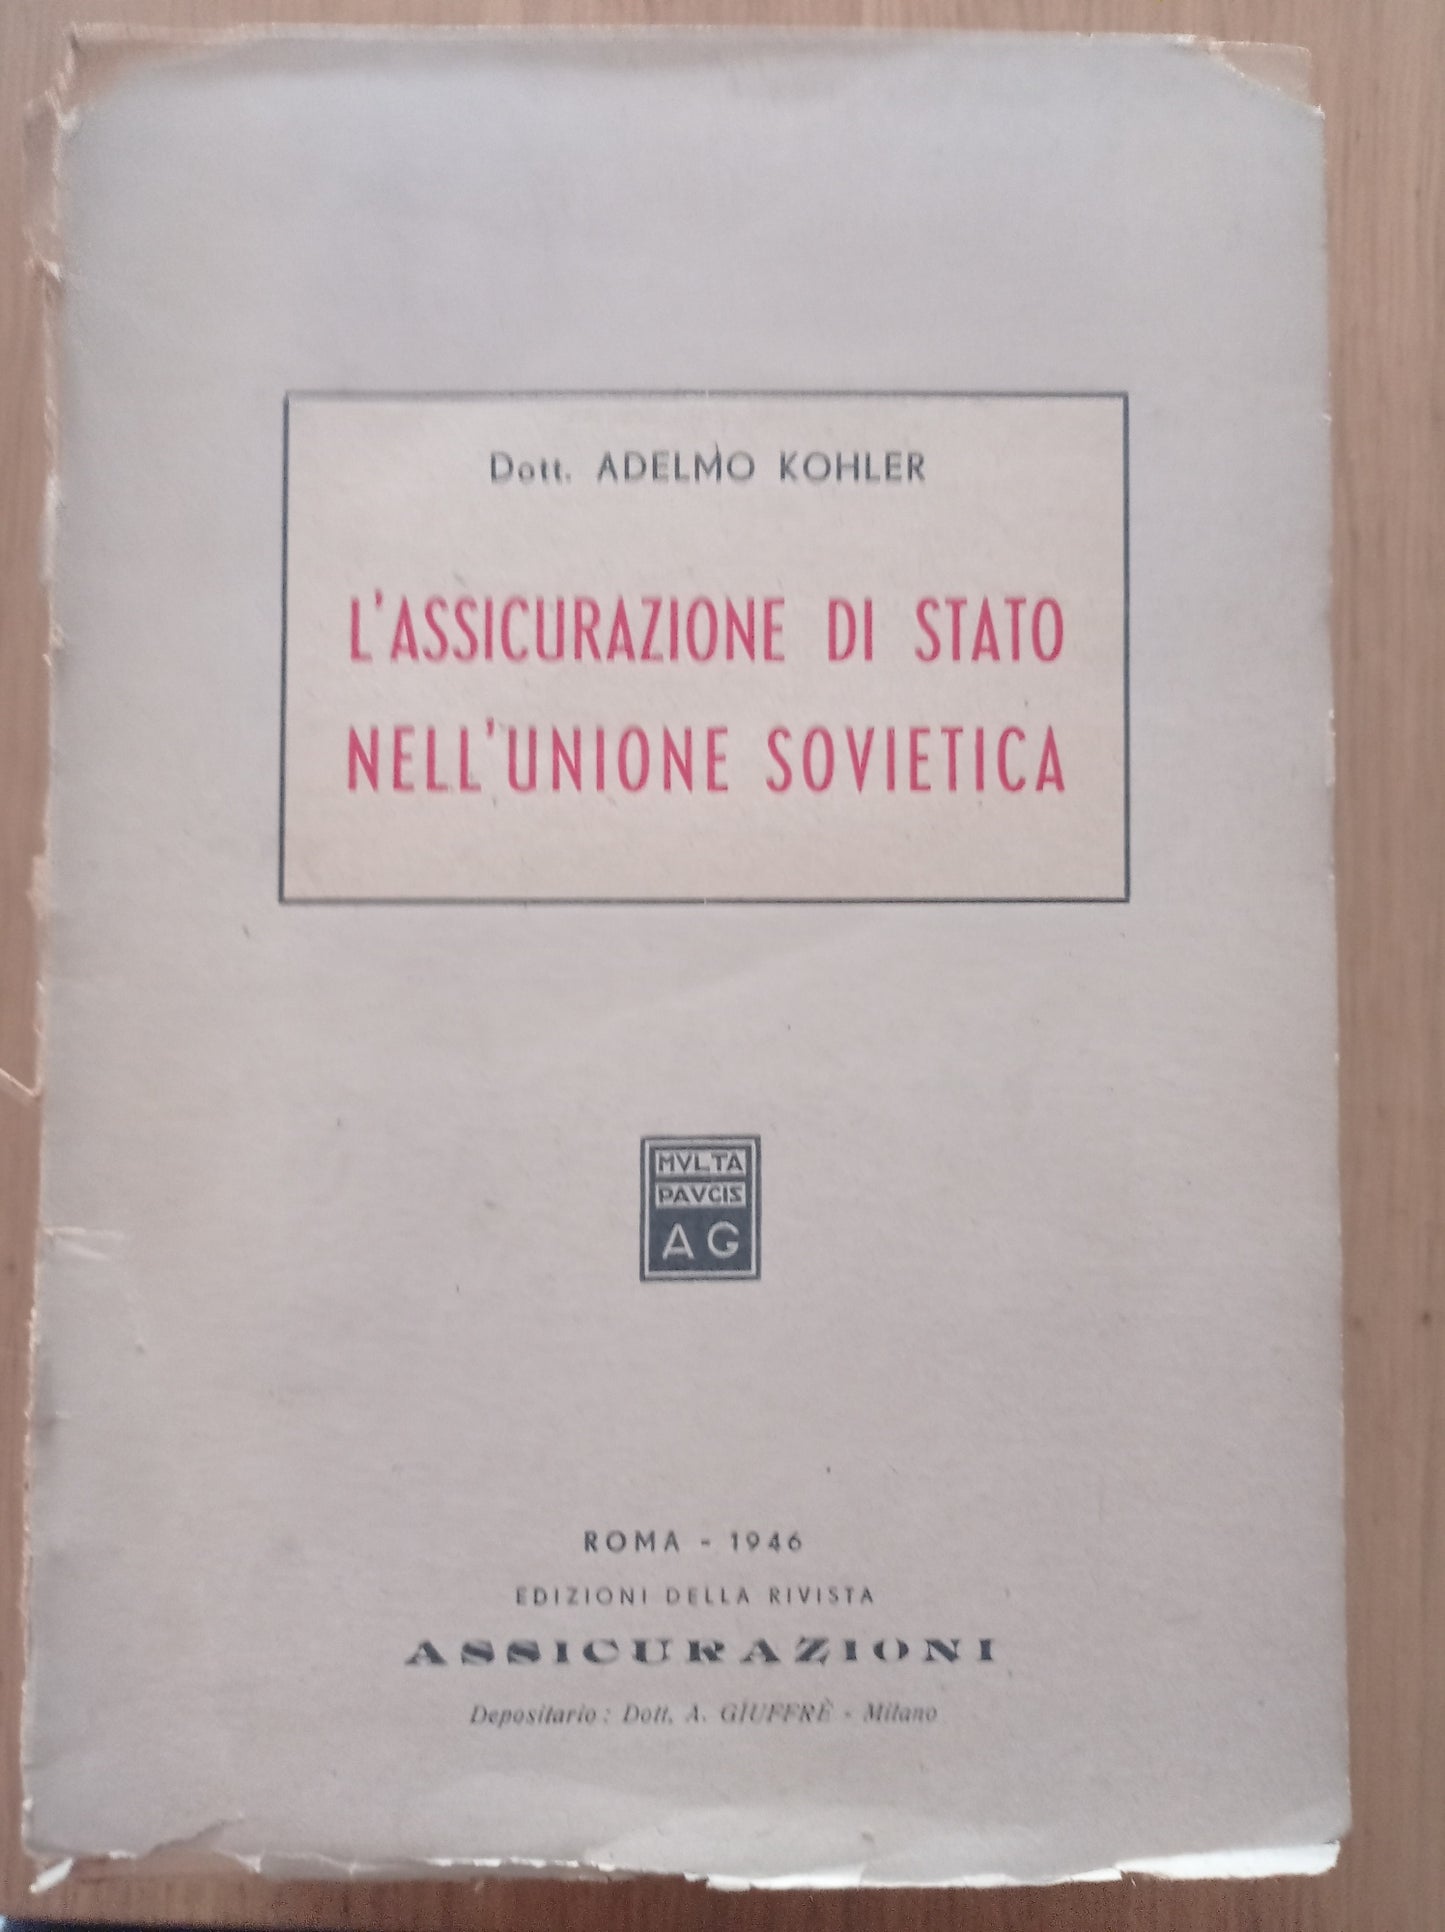 Dott. ADELMO KOHLER
L'ASSICURAZIONE DI STATO
NELL'UNIONE SOVIETICA
MVLTA
PAVCIS
AG
ROMA - 1946
EDIZIONI DELLA RIVISTA
ASSICURAZIONI
Depositario: Dott. A. GIUFFRÈ - Milano